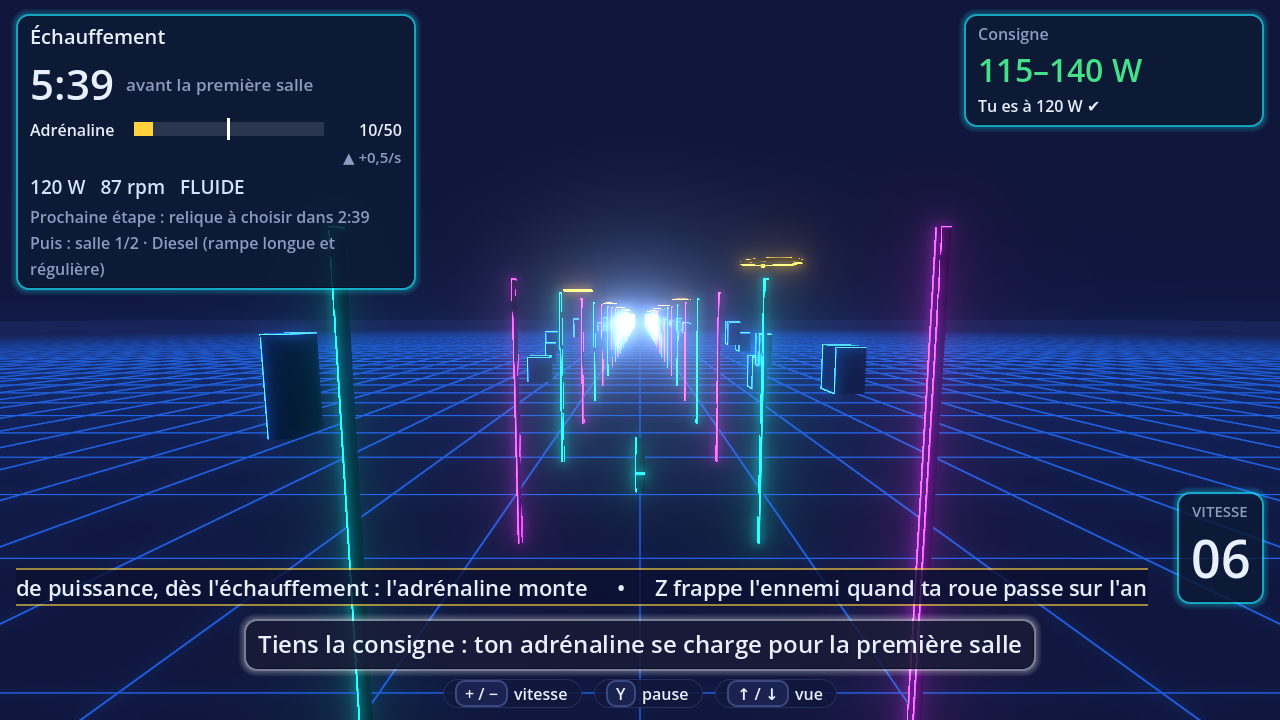 Échauffement
5:39 avant la première salle
Adrénaline 10/50
▲ +0,5/s
120 W 87 rpm FLUIDE
Prochaine étape : relique à choisir dans 2:39
Puis : salle 1/2 · Diesel (rampe longue et
régulière)
Consigne
115–140 W
Tu es à 120 W ✔
VITESSE
06
de puissance, dès l'échauffement : l'adrénaline monte • Z frappe l'ennemi quand ta roue passe sur l'an
Tiens la consigne : ton adrénaline se charge pour la première salle
+ / − vitesse Y pause ↑ / ↓ vue